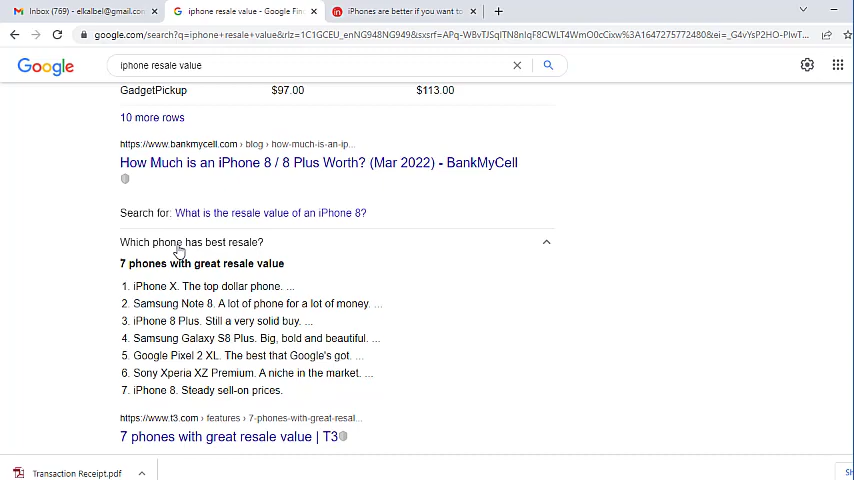 Inbox (769) - elkalbel@gmail.con
iphone resale value - Google Fin
iPhones are better if you want to
google.com/search?q=iphone+resale+value&rlz=1C1GCEU_enNG948NG949&sxsrf=APq-WBvTJSqITN8nIqF8CWLT4WmO0cCixw%3A1647275772480&ei=_G4vYsP2HO-PlwT...
Google
iphone resale value
GadgetPickup $97.00 $113.00
10 more rows
https://www.bankmycell.com › blog › how-much-is-an-ip...
How Much is an iPhone 8 / 8 Plus Worth? (Mar 2022) - BankMyCell
Search for: What is the resale value of an iPhone 8?
Which phone has best resale?
7 phones with great resale value
1. iPhone X. The top dollar phone. ...
2. Samsung Note 8. A lot of phone for a lot of money. ...
3. iPhone 8 Plus. Still a very solid buy. ...
4. Samsung Galaxy S8 Plus. Big, bold and beautiful. ...
5. Google Pixel 2 XL. The best that Google's got. ...
6. Sony Xperia XZ Premium. A niche in the market. ...
7. iPhone 8. Steady sell-on prices.
https://www.t3.com › features › 7-phones-with-great-resal...
7 phones with great resale value | T3
Transaction Receipt.pdf